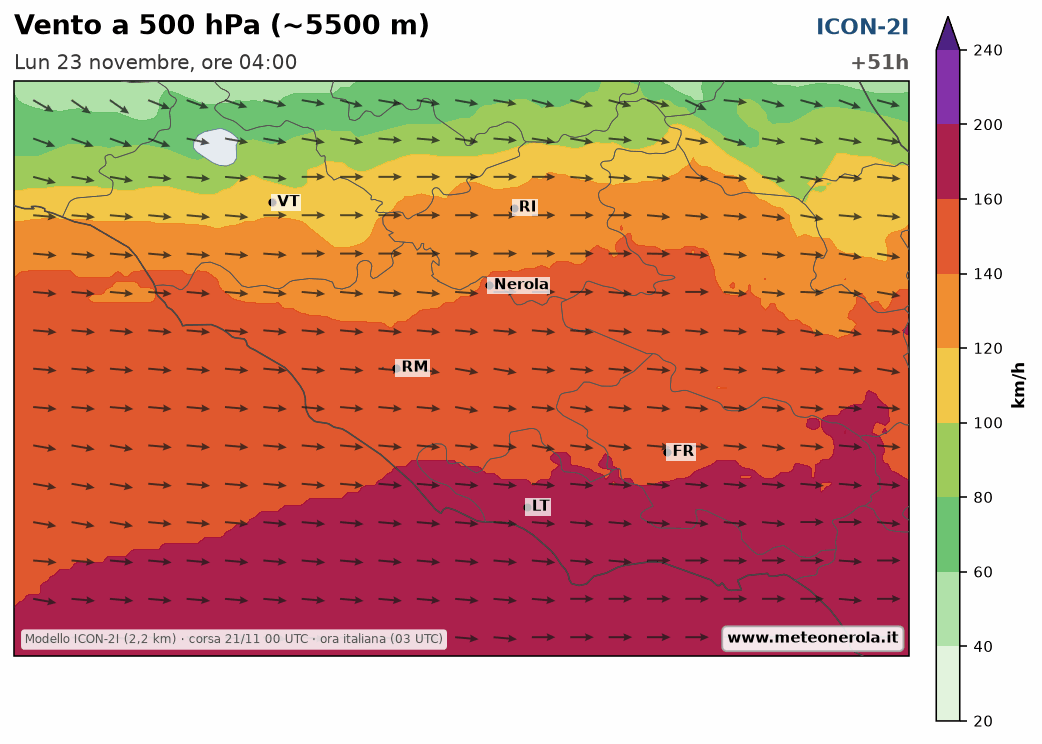 Vento a 500 hPa (~5500 m)
ICON-2I
Lun 23 novembre, ore 04:00
+51h
240
200
160
140
120
100
80
60
40
20
km/h
VT
RI
Nerola
RM
FR
LT
Modello ICON-2I (2,2 km) · corsa 21/11 00 UTC · ora italiana (03 UTC)
www.meteonerola.it